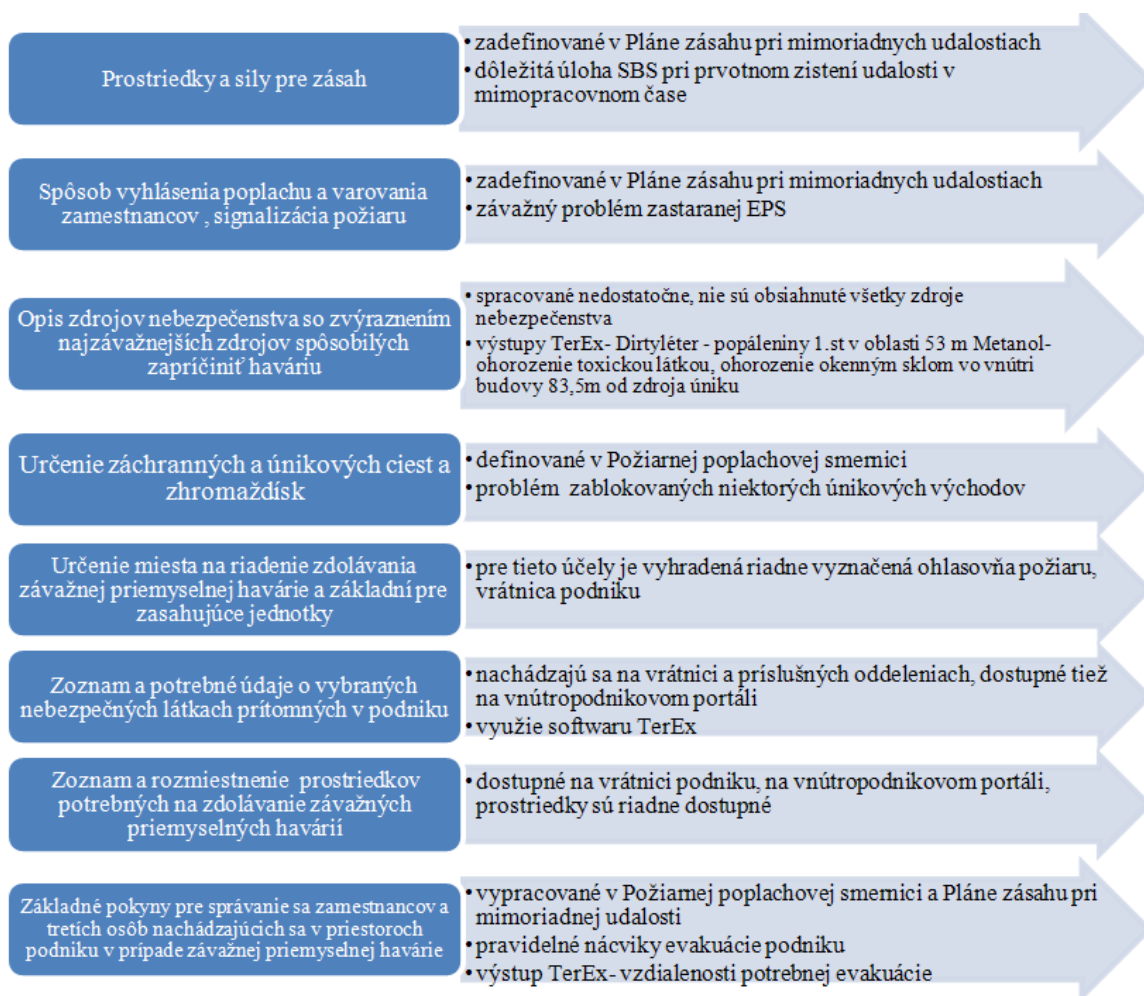 Prostriedky a sily pre zásah
• zadefinované v Pláne zásahu pri mimoriadnych udalostiach
• dôležitá úloha SBS pri prvotnom zistení udalosti v
mimopracovnom čase
Spôsob vyhlásenia poplachu a varovania
zamestnancov , signalizácia požiaru
• zadefinované v Pláne zásahu pri mimoriadnych udalostiach
• závažný problém zastaranej EPS
Opis zdrojov nebezpečenstva so zvýraznením
najzávažnejších zdrojov spôsobilých
zapríčiniť haváriu
• spracované nedostatočne, nie sú obsiahnuté všetky zdroje
nebezpečenstva
• výstupy TerEx- Dirtyléter - popáleniny 1.st v oblasti 53 m Metanol-
ohorozenie toxickou látkou, ohorozenie okenným sklom vo vnútri
budovy 83,5m od zdroja úniku
Určenie záchranných a únikových ciest a
zhromaždísk
• definované v Požiarnej poplachovej smernici
• problém zablokovaných niektorých únikových východov
Určenie miesta na riadenie zdolávania
závažnej priemyselnej havárie a základní pre
zasahujúce jednotky
• pre tieto účely je vyhradená riadne vyznačená ohlasovňa požiaru,
vrátnica podniku
Zoznam a potrebné údaje o vybraných
nebezpečných látkach prítomných v podniku
• nachádzajú sa na vrátnici a príslušných oddeleniach, dostupné tiež
na vnútropodnikovom portáli
• využie softwaru TerEx
Zoznam a rozmiestnenie prostriedkov
potrebných na zdolávanie závažných
priemyselných havárií
• dostupné na vrátnici podniku, na vnútropodnikovom portáli,
prostriedky sú riadne dostupné
Základné pokyny pre správanie sa zamestnancov a
tretích osôb nachádzajúcich sa v priestoroch
podniku v prípade závažnej priemyselnej havárie
• vypracované v Požiarnej poplachovej smernici a Pláne zásahu pri
mimoriadnej udalosti
• pravidelné nácviky evakuácie podniku
• výstup TerEx- vzdialenosti potrebnej evakuácie